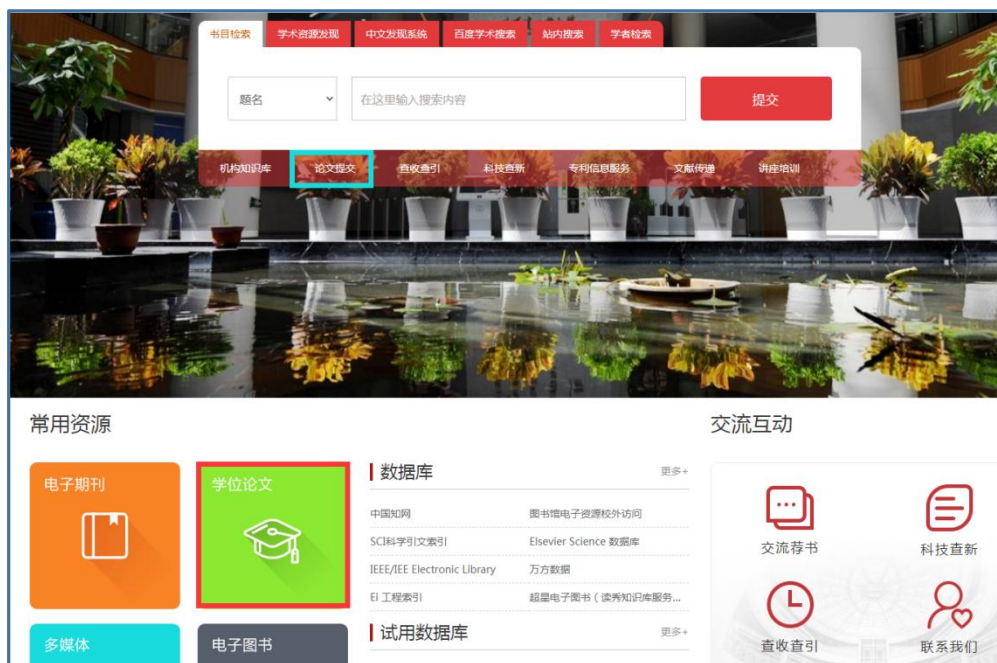 书目检索 学术资源发现 中文发现系统 百度学术搜索 站内搜索 学者检索
题名 在这里输入搜索内容 提交
机构知识库 论文提交 查收查引 科技查新 专利信息服务 文献传递 讲座培训
常用资源
电子期刊
学位论文
多媒体
电子图书
数据库 更多+
中国知网 图书馆电子资源校外访问
SCI科学引文索引 Elsevier Science 数据库
IEEE/IEE Electronic Library 万方数据
EI 工程索引 超星电子图书 ( 读秀知识库服务...
试用数据库 更多+
交流互动
交流荐书 科技查新
查收查引 联系我们